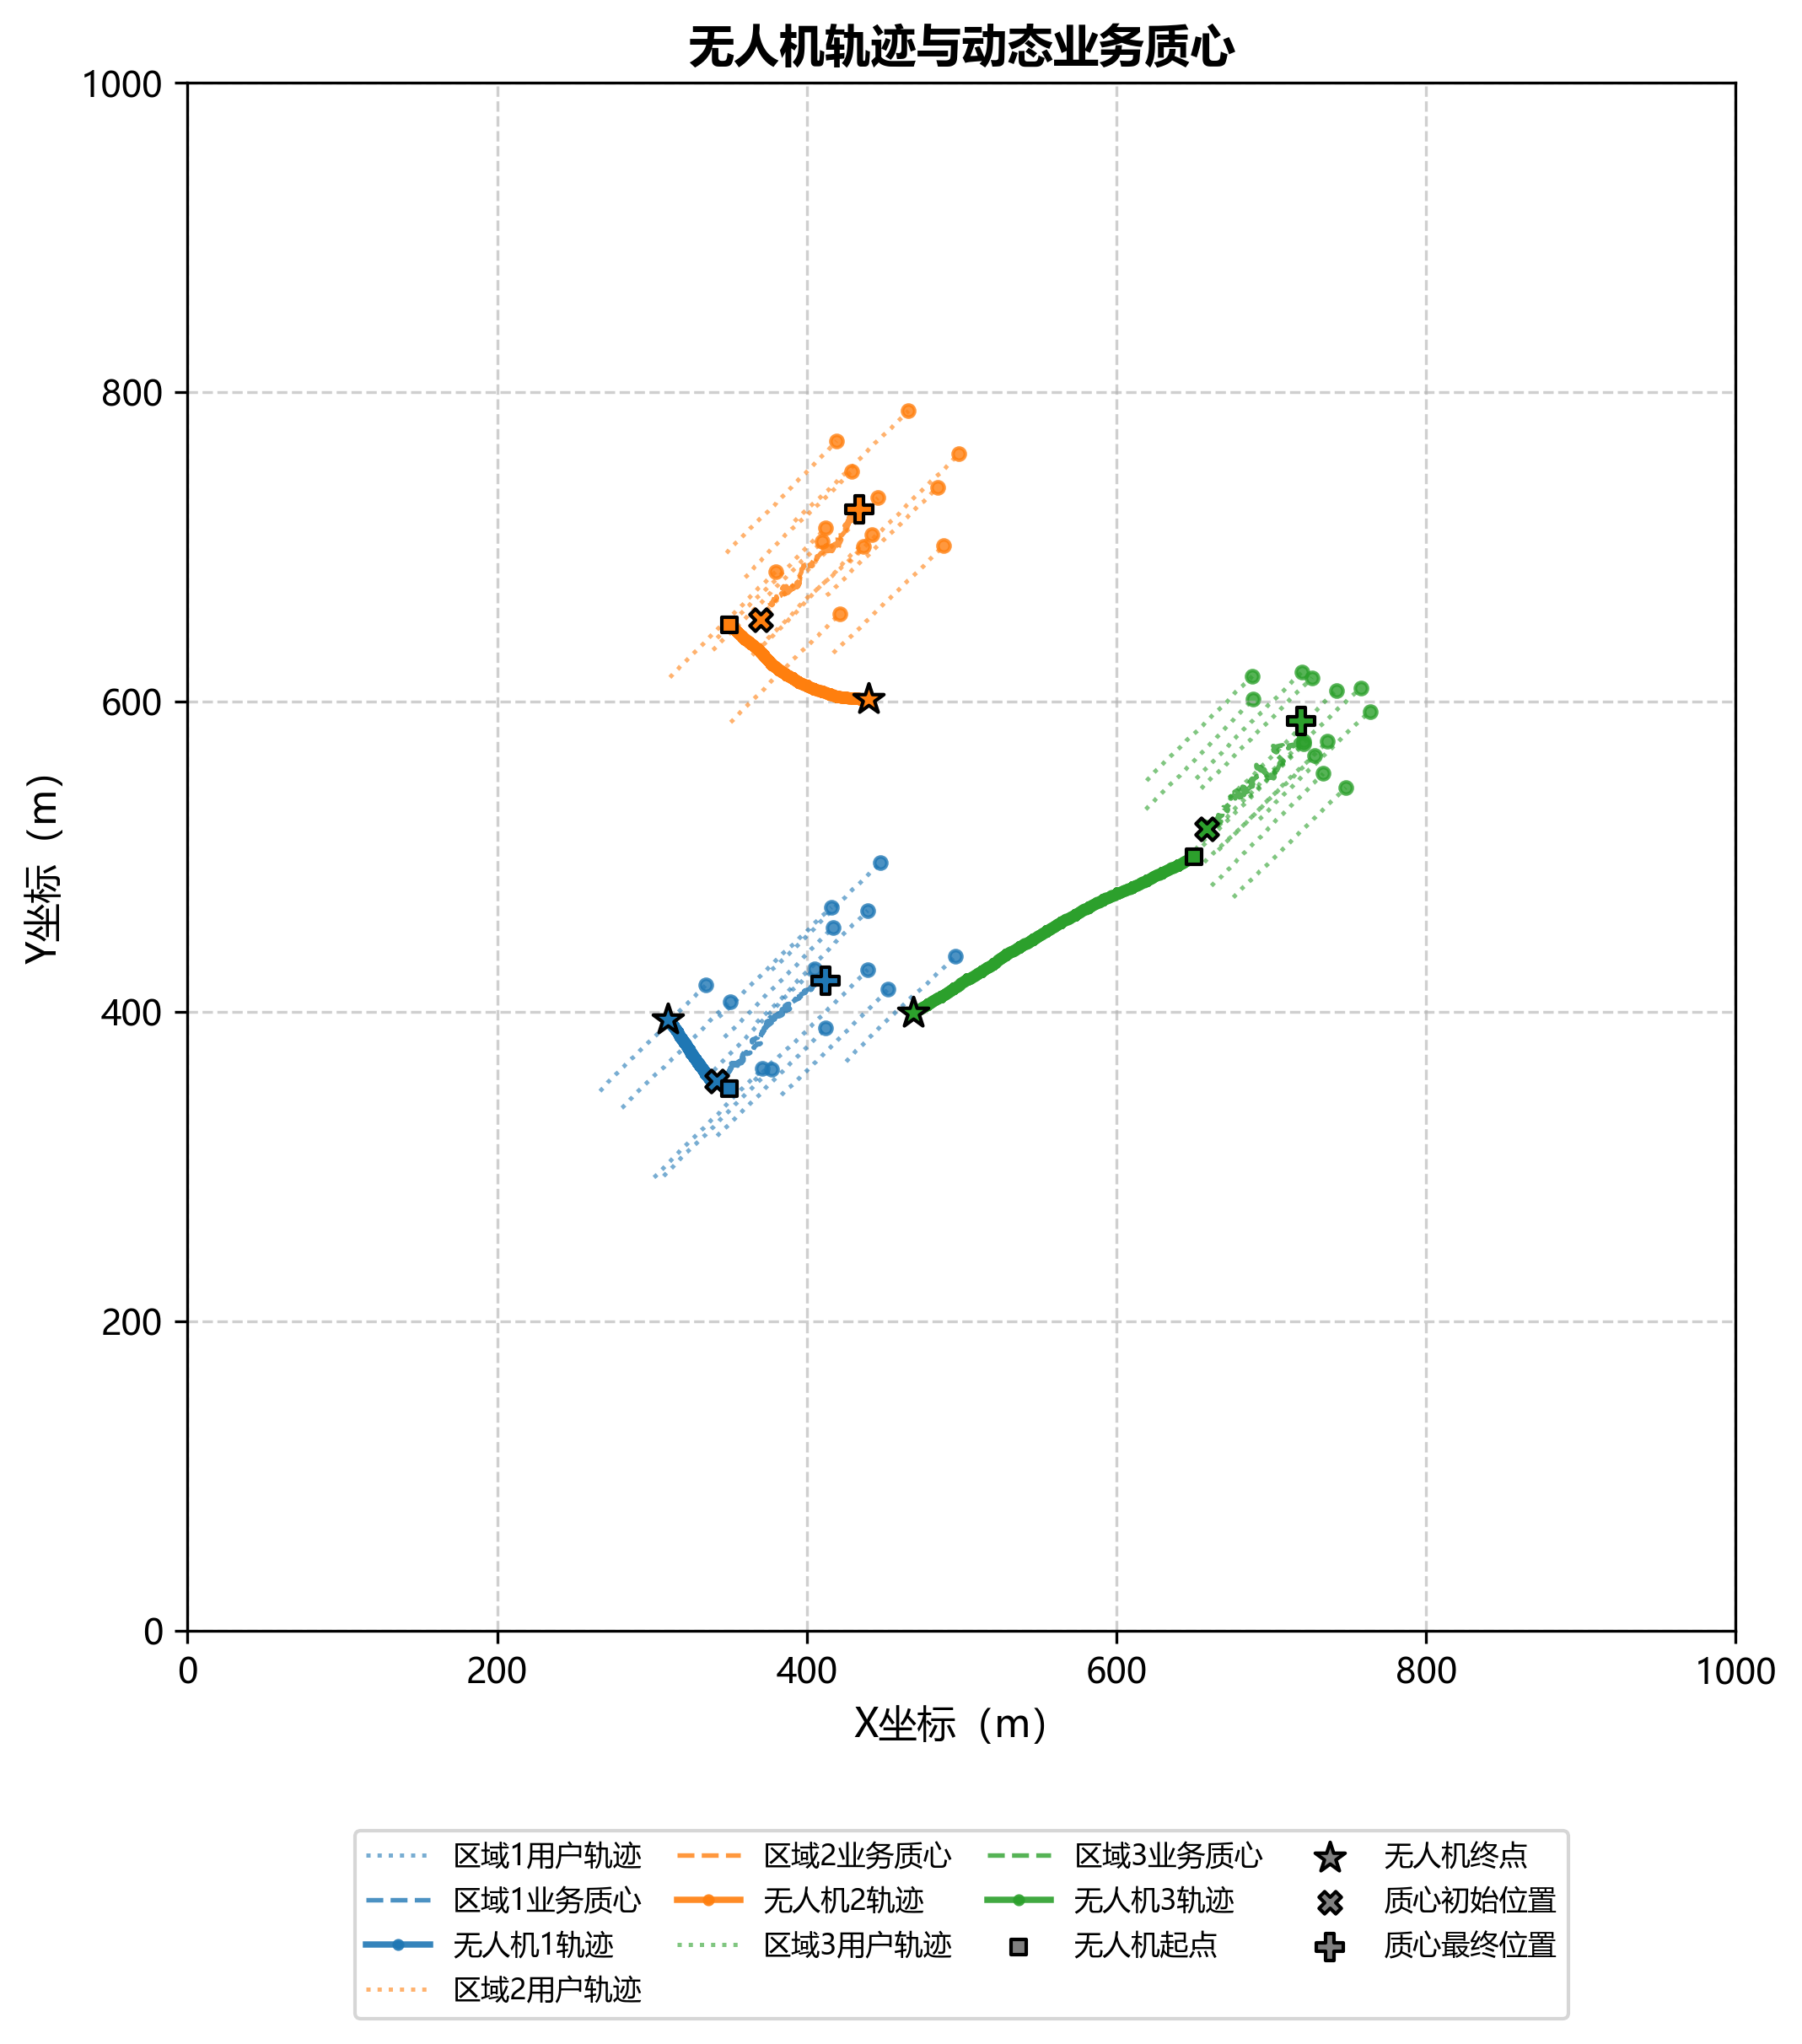 无人机轨迹与动态业务质心
1000
800
600
400
200
0
Y坐标（m）
0 200 400 600 800 1000
X坐标（m）
区域1用户轨迹 区域2业务质心 区域3业务质心 无人机终点
区域1业务质心 无人机2轨迹 无人机3轨迹 质心初始位置
无人机1轨迹 区域3用户轨迹 无人机起点 质心最终位置
区域2用户轨迹